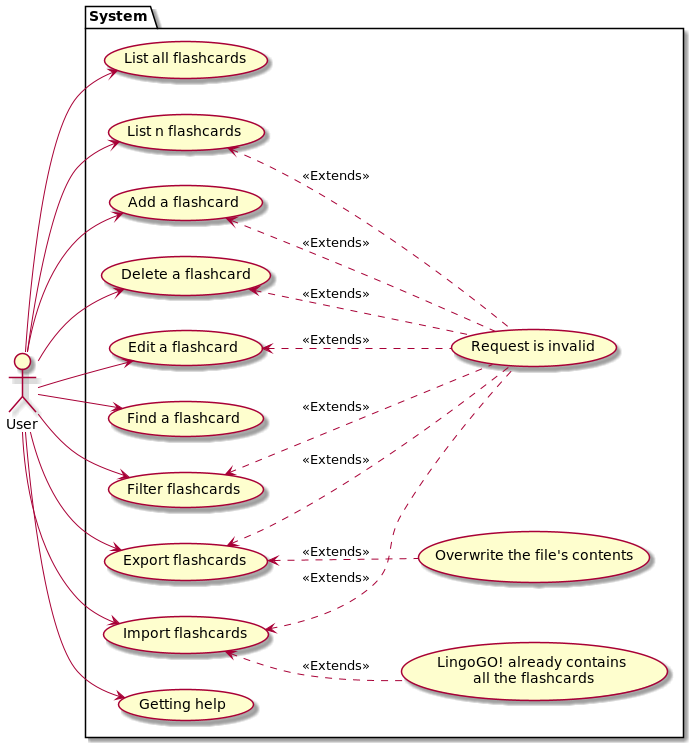 System
List all flashcards
List n flashcards
«Extends»
Add a flashcard
«Extends»
Delete a flashcard
«Extends»
Edit a flashcard
«Extends»
Request is invalid
Find a flashcard
«Extends»
User
Filter flashcards
«Extends»
Export flashcards
«Extends»
Overwrite the file's contents
«Extends»
Import flashcards
«Extends»
LingoGO! already contains
all the flashcards
Getting help